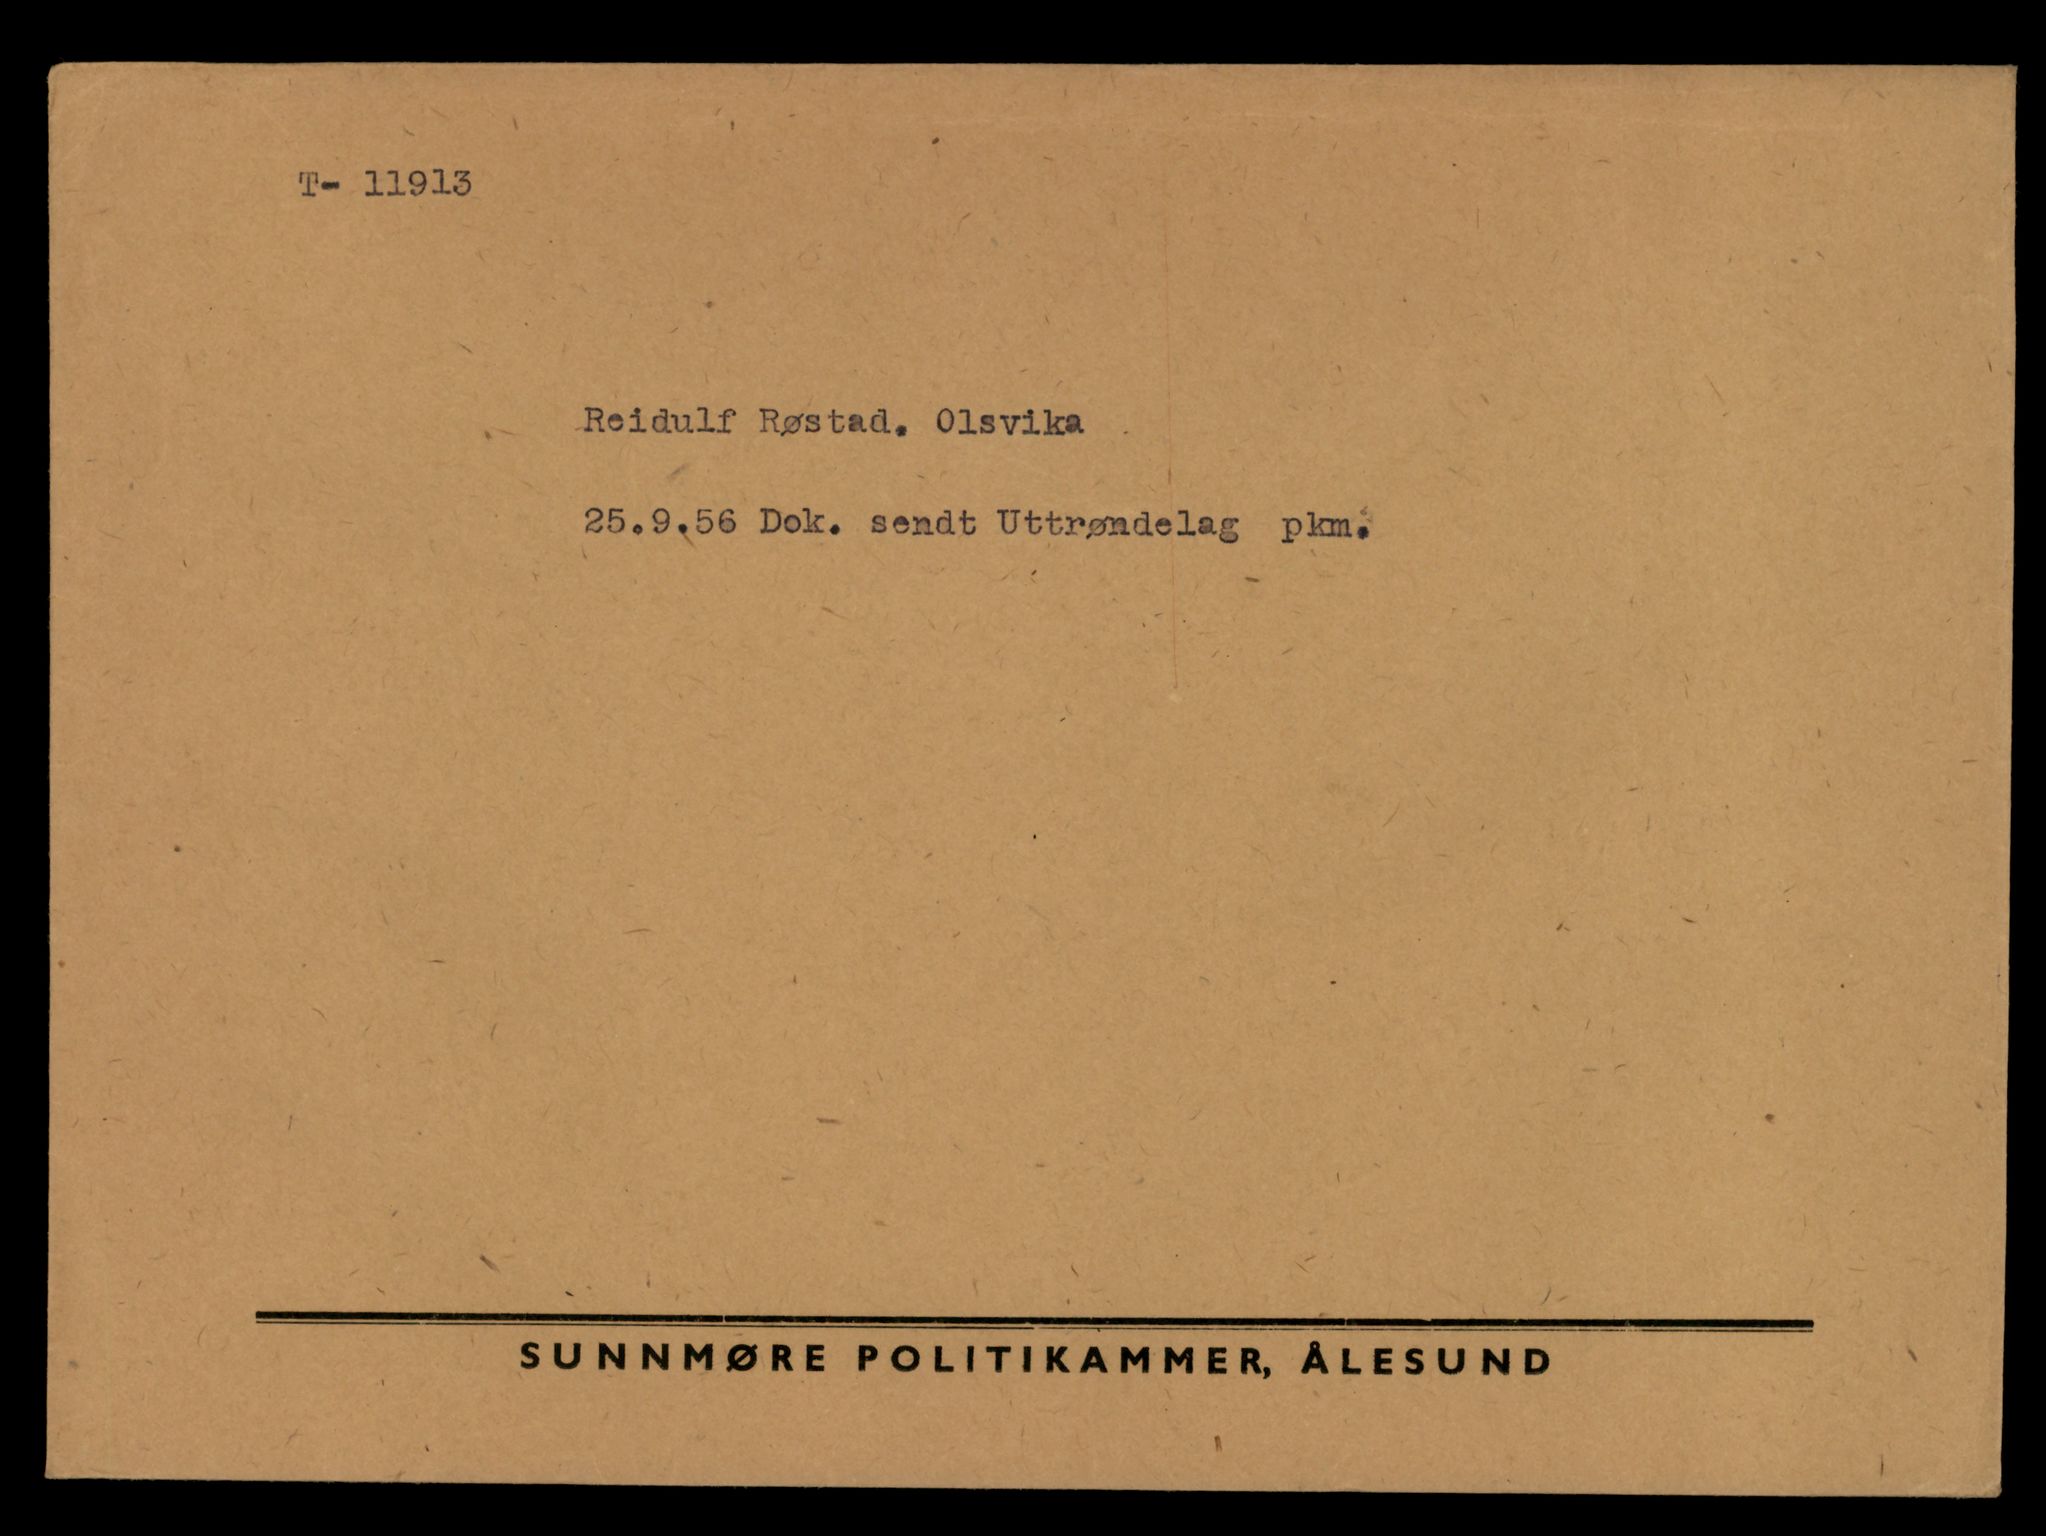 T- 11913
Reidulf Røstad. Olsvika
25.9.56 Dok. sendt Uttrøndelag pkm.
SUNNMØRE POLITIKAMMER, ÅLESUND